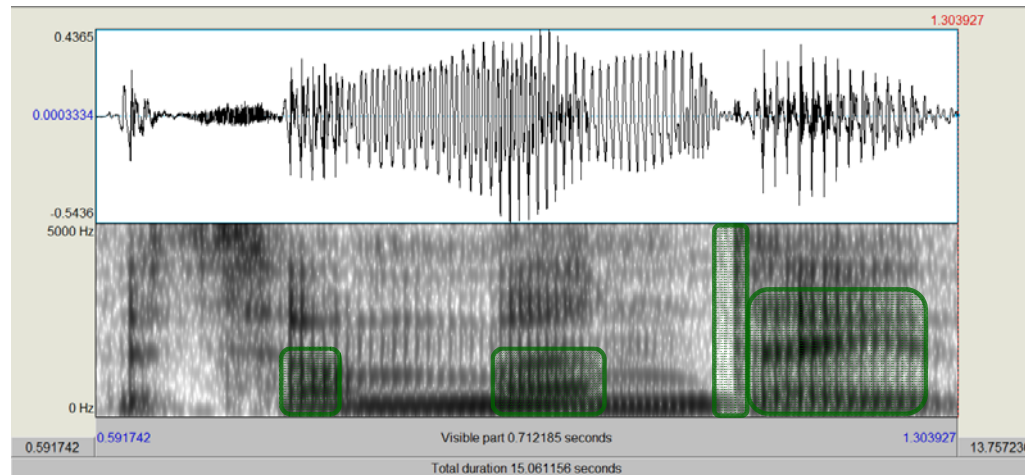 1.303927
0.4365
0.0003334
-0.5436
5000 Hz
0 Hz
0.591742 Visible part 0.712185 seconds 1.303927
0.591742 13.757236
Total duration 15.061156 seconds